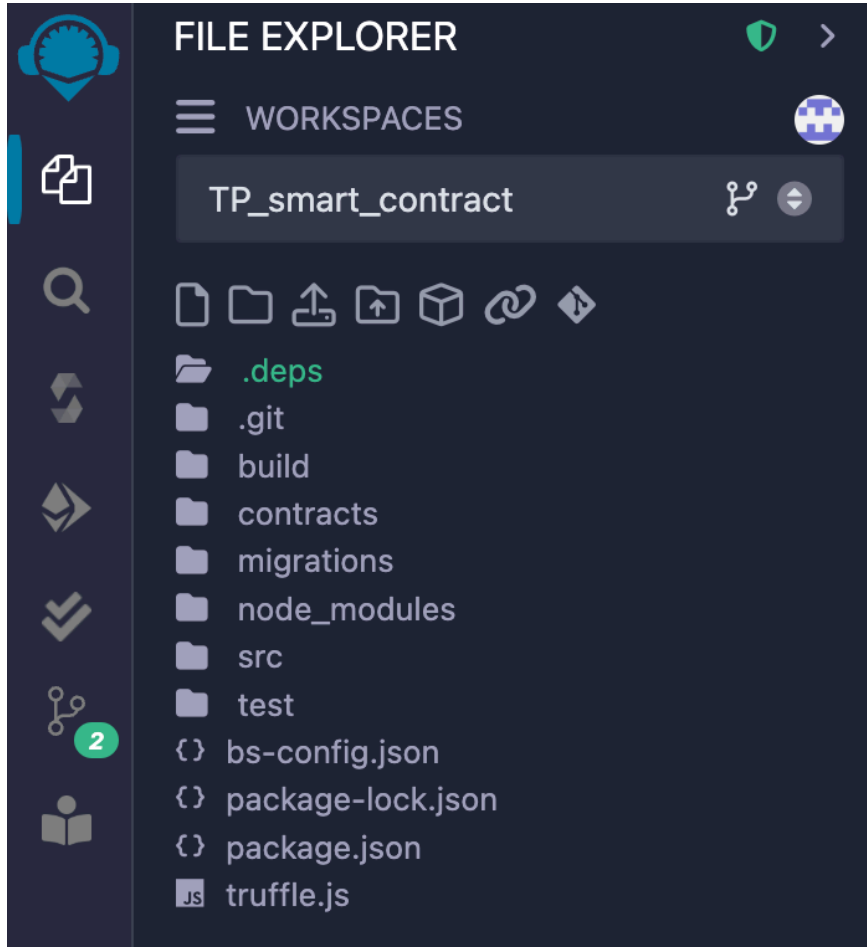 FILE EXPLORER
WORKSPACES
TP_smart_contract
.deps
.git
build
contracts
migrations
node_modules
src
test
2
{} bs-config.json
{} package-lock.json
{} package.json
JS truffle.js